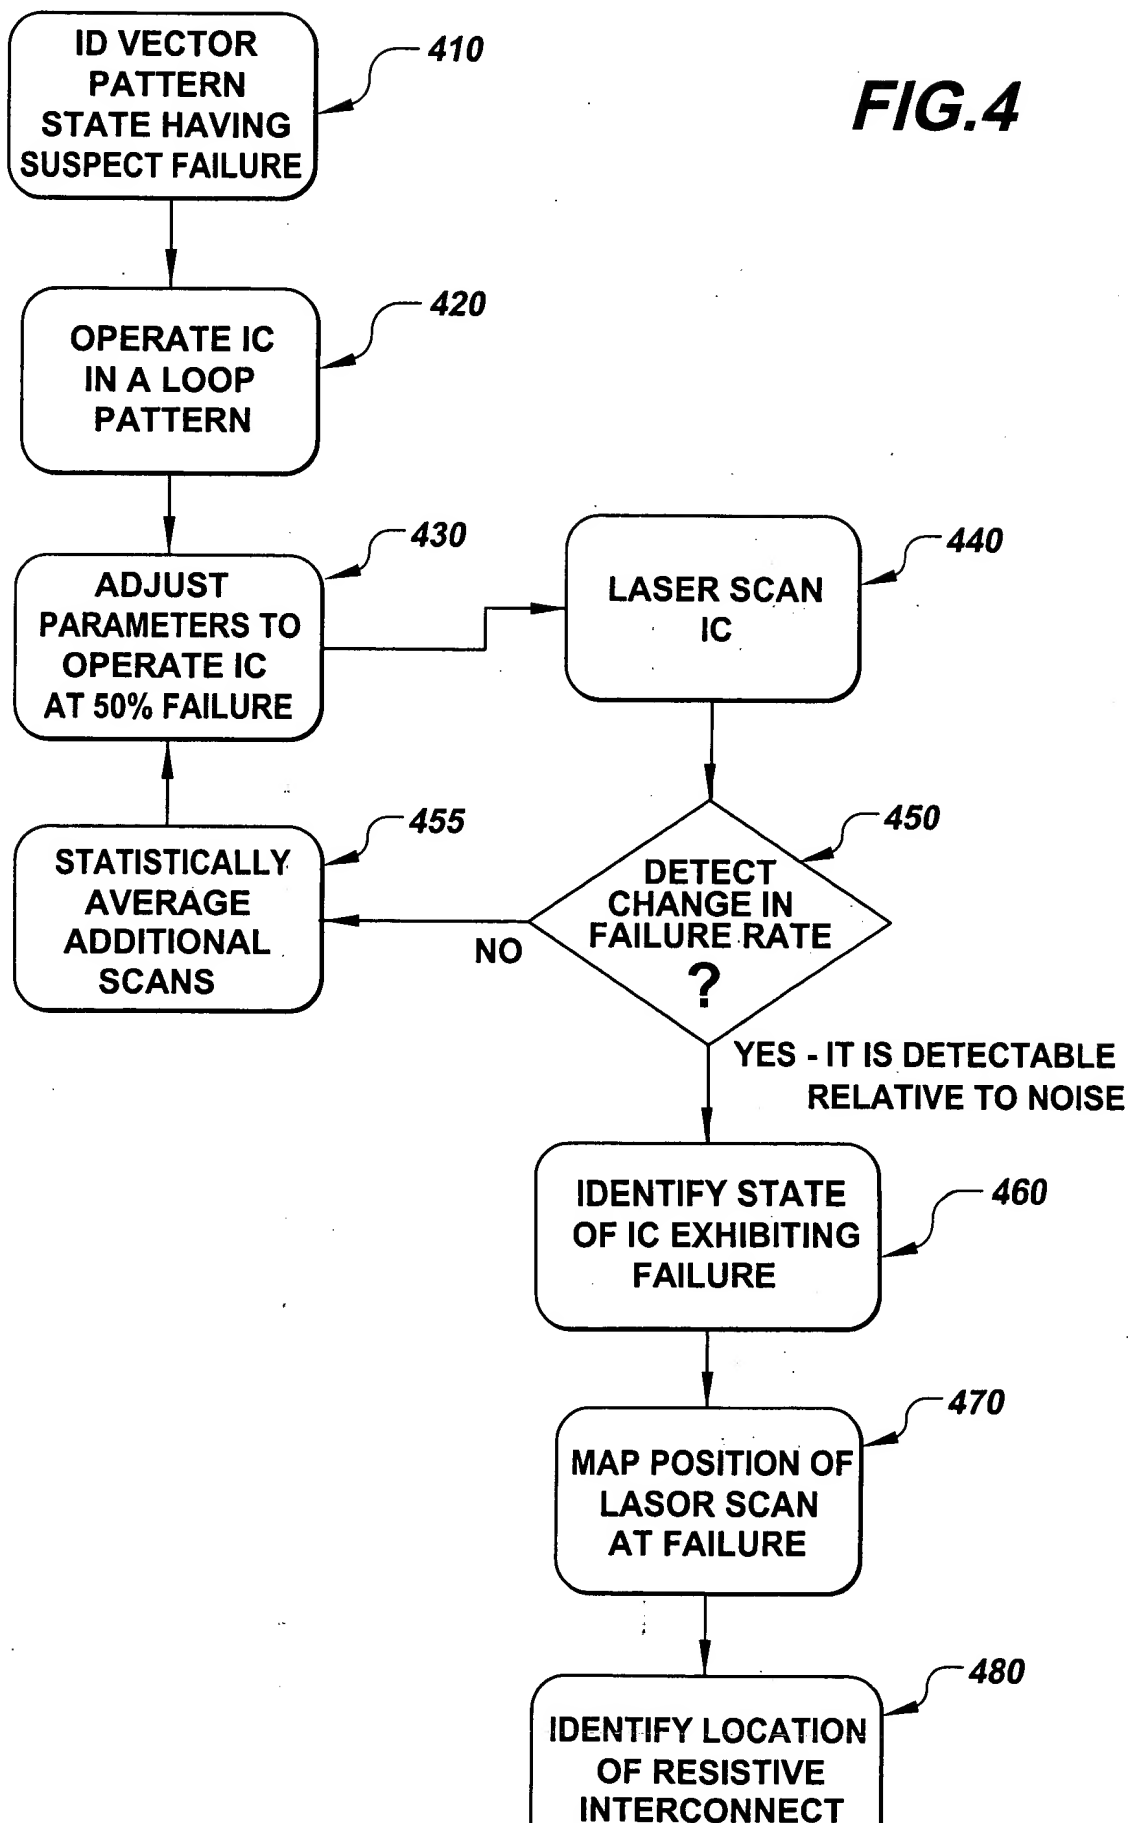 ID VECTOR
PATTERN
STATE HAVING
SUSPECT FAILURE
410
FIG.4
OPERATE IC
IN A LOOP
PATTERN
420
ADJUST
PARAMETERS TO
OPERATE IC
AT 50% FAILURE
430
LASER SCAN
IC
440
STATISTICALLY
AVERAGE
ADDITIONAL
SCANS
455
DETECT
CHANGE IN
FAILURE RATE
?
450
NO
YES - IT IS DETECTABLE
RELATIVE TO NOISE
IDENTIFY STATE
OF IC EXHIBITING
FAILURE
460
MAP POSITION OF
LASOR SCAN
AT FAILURE
470
IDENTIFY LOCATION
OF RESISTIVE
INTERCONNECT
480